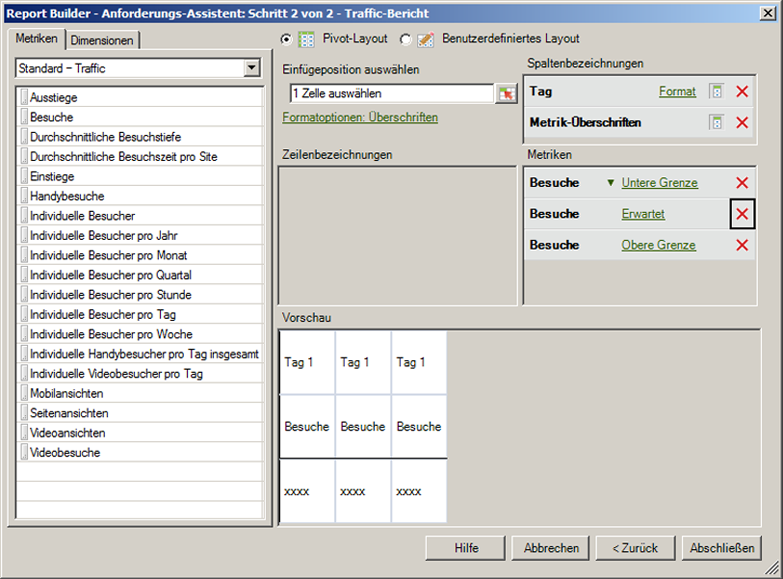 Report Builder - Anforderungs-Assistent: Schritt 2 von 2 - Traffic-Bericht
Metriken
Dimensionen
Standard – Traffic
Ausstiege
Besuche
Durchschnittliche Besuchstiefe
Durchschnittliche Besuchszeit pro Site
Einstiege
Handybesuche
Individuelle Besucher
Individuelle Besucher pro Jahr
Individuelle Besucher pro Monat
Individuelle Besucher pro Quartal
Individuelle Besucher pro Stunde
Individuelle Besucher pro Tag
Individuelle Besucher pro Woche
Individuelle Handybesucher pro Tag insgesamt
Individuelle Videobesucher pro Tag
Mobilansichten
Seitenansichten
Videoansichten
Videobesuche
Pivot-Layout
Benutzerdefiniertes Layout
Einfügeposition auswählen
1 Zelle auswählen
Formatoptionen: Überschriften
Spaltenbezeichnungen
Tag Format
Metrik-Überschriften
Zeilenbezeichnungen
Metriken
Besuche Untere Grenze
Besuche Erwartet
Besuche Obere Grenze
Vorschau
Tag 1 Tag 1 Tag 1
Besuche Besuche Besuche
xxxx xxxx xxxx
Hilfe
Abbrechen
< Zurück
Abschließen